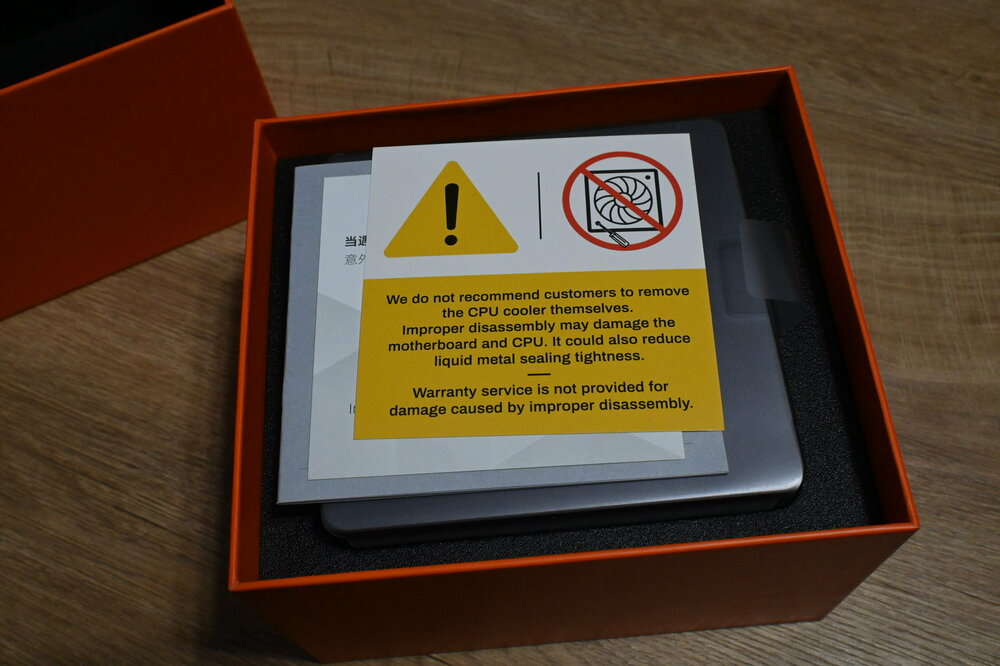 We do not recommend customers to remove
the CPU cooler themselves.
Improper disassembly may damage the
motherboard and CPU. It could also reduce
liquid metal sealing tightness.
Warranty service is not provided for
damage caused by improper disassembly.
当遇
意外